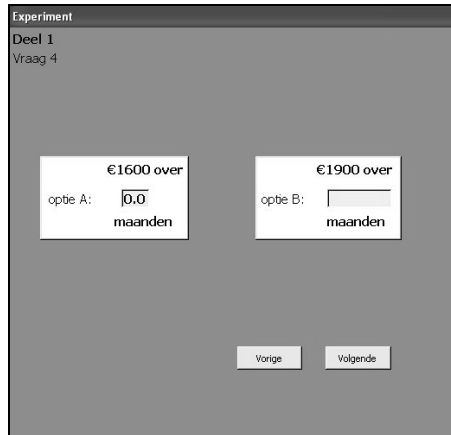 Experiment
Deel 1
Vraag 4
€1600 over
optie A: 0.0
maanden
€1900 over
optie B:
maanden
Vorige
Volgende